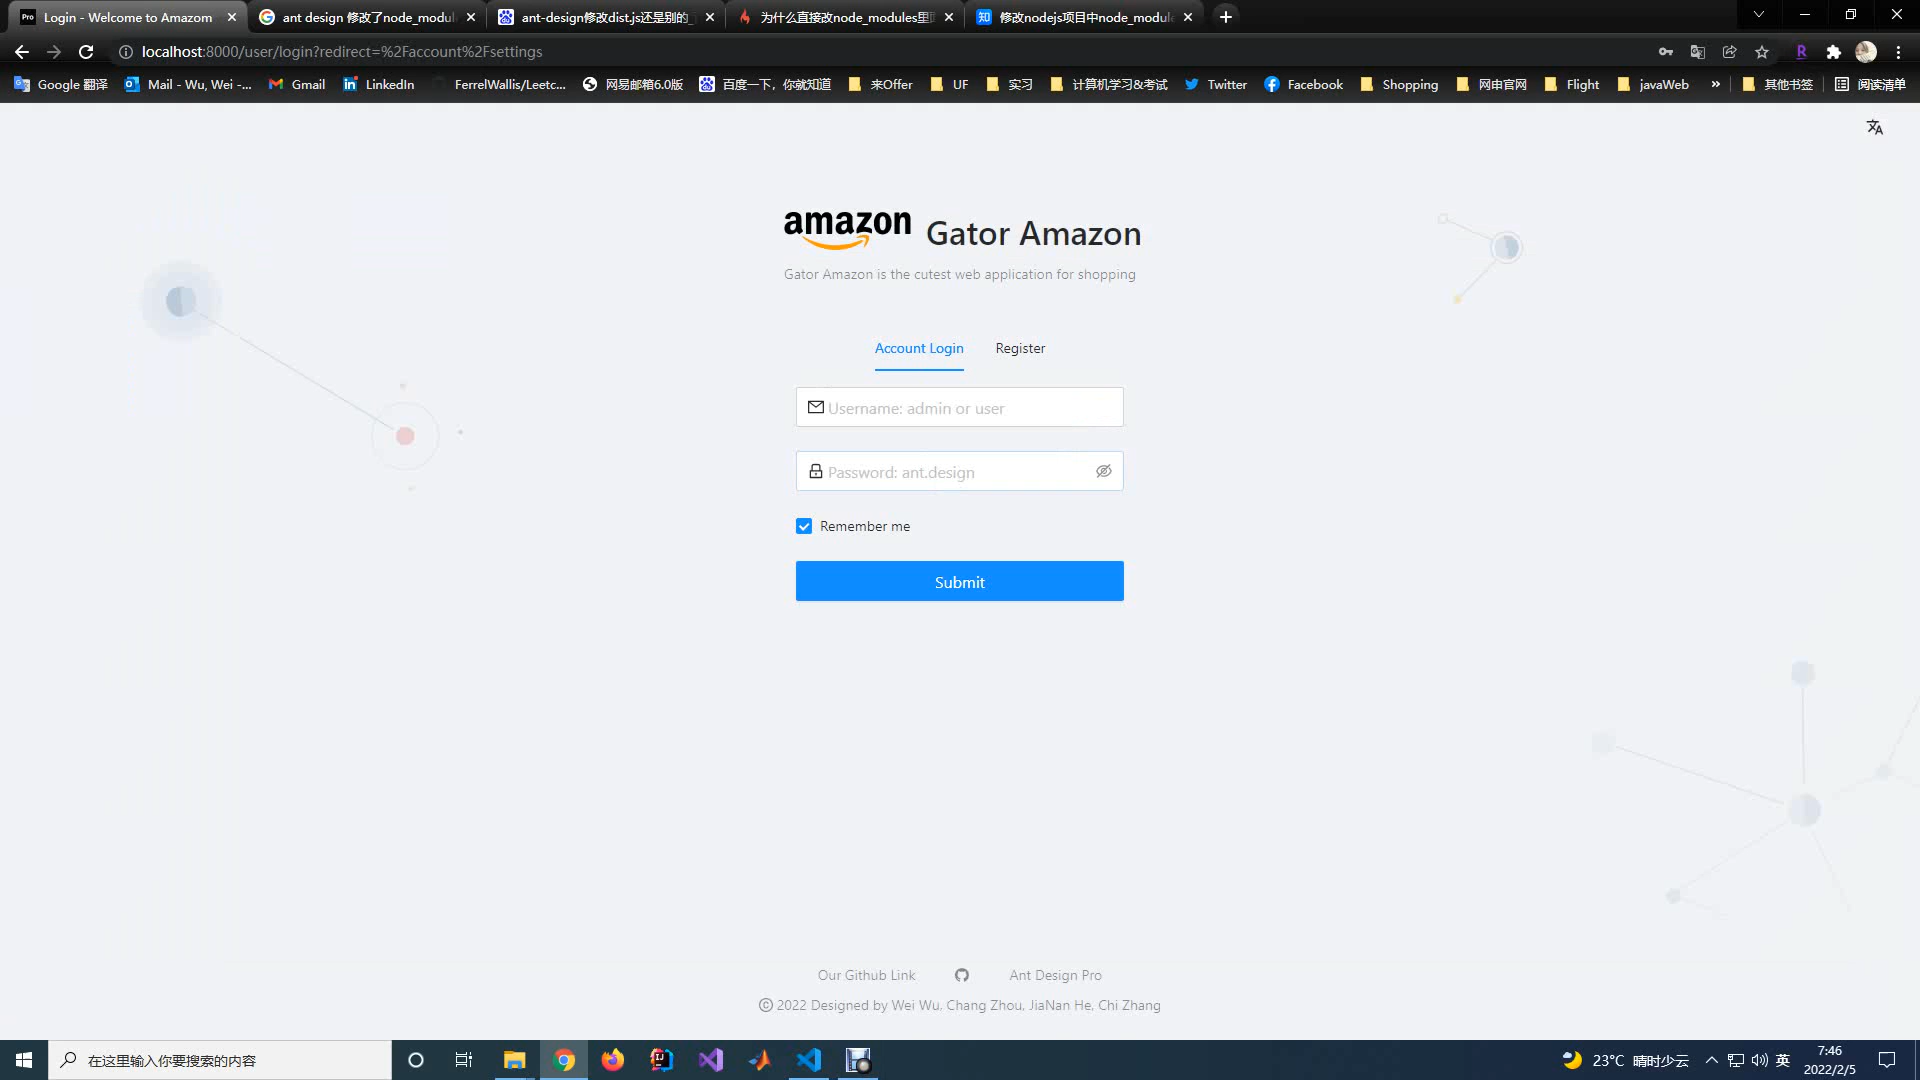 Pro Login - Welcome to Amazom
ant design 修改了node_modul
ant-design修改dist.js还是别的_
为什么直接改node_modules里
知 修改nodejs项目中node_module
localhost:8000/user/login?redirect=%2Faccount%2Fsettings
Google 翻译
Mail - Wu, Wei -...
Gmail
LinkedIn
FerrelWallis/Leetc...
网易邮箱6.0版
百度一下，你就知道
来Offer
UF
实习
计算机学习&考试
Twitter
Facebook
Shopping
网申官网
Flight
javaWeb
»
其他书签
阅读清单
amazon Gator Amazon
Gator Amazon is the cutest web application for shopping
Account Login Register
Username: admin or user
Password: ant.design
Remember me
Submit
Our Github Link Ant Design Pro
© 2022 Designed by Wei Wu, Chang Zhou, JiaNan He, Chi Zhang
在这里输入你要搜索的内容
23°C 晴时少云
英
7:46
2022/2/5